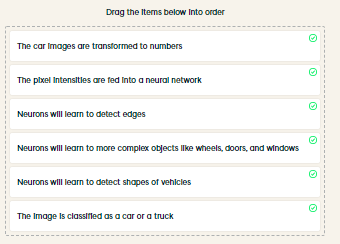 Drag the items below into order
The car images are transformed to numbers
The pixel intensities are fed into a neural network
Neurons will learn to detect edges
Neurons will learn to more complex objects like wheels, doors, and windows
Neurons will learn to detect shapes of vehicles
The image is classified as a car or a truck